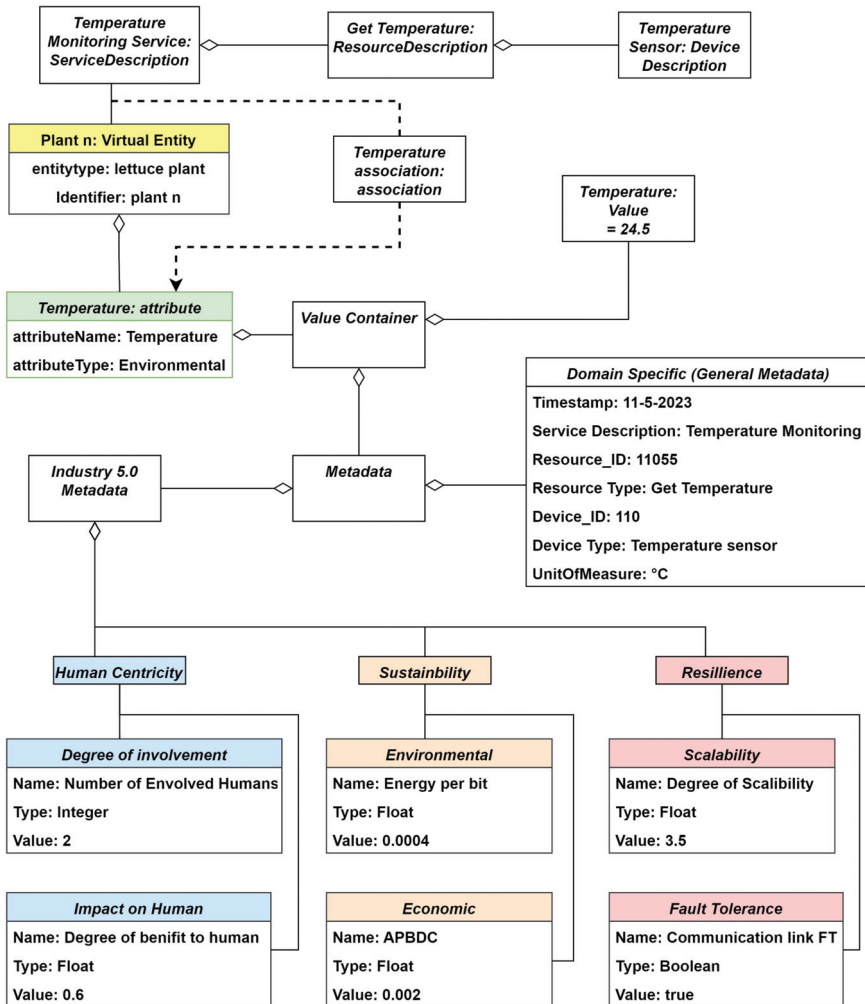 Temperature
Monitoring Service:
ServiceDescription
Get Temperature:
ResourceDescription
Temperature
Sensor: Device
Description
Plant n: Virtual Entity
entitytype: lettuce plant
Identifier: plant n
Temperature
association:
association
Temperature:
Value
= 24.5
Temperature: attribute
attributeName: Temperature
attributeType: Environmental
Value Container
Domain Specific (General Metadata)
Timestamp: 11-5-2023
Service Description: Temperature Monitoring
Resource_ID: 11055
Resource Type: Get Temperature
Device_ID: 110
Device Type: Temperature sensor
UnitOfMeasure: °C
Industry 5.0
Metadata
Metadata
Human Centricity
Sustainbility
Resillience
Degree of involvement
Name: Number of Envolved Humans
Type: Integer
Value: 2
Environmental
Name: Energy per bit
Type: Float
Value: 0.0004
Scalability
Name: Degree of Scalibility
Type: Float
Value: 3.5
Impact on Human
Name: Degree of benifit to human
Type: Float
Value: 0.6
Economic
Name: APBDC
Type: Float
Value: 0.002
Fault Tolerance
Name: Communication link FT
Type: Boolean
Value: true